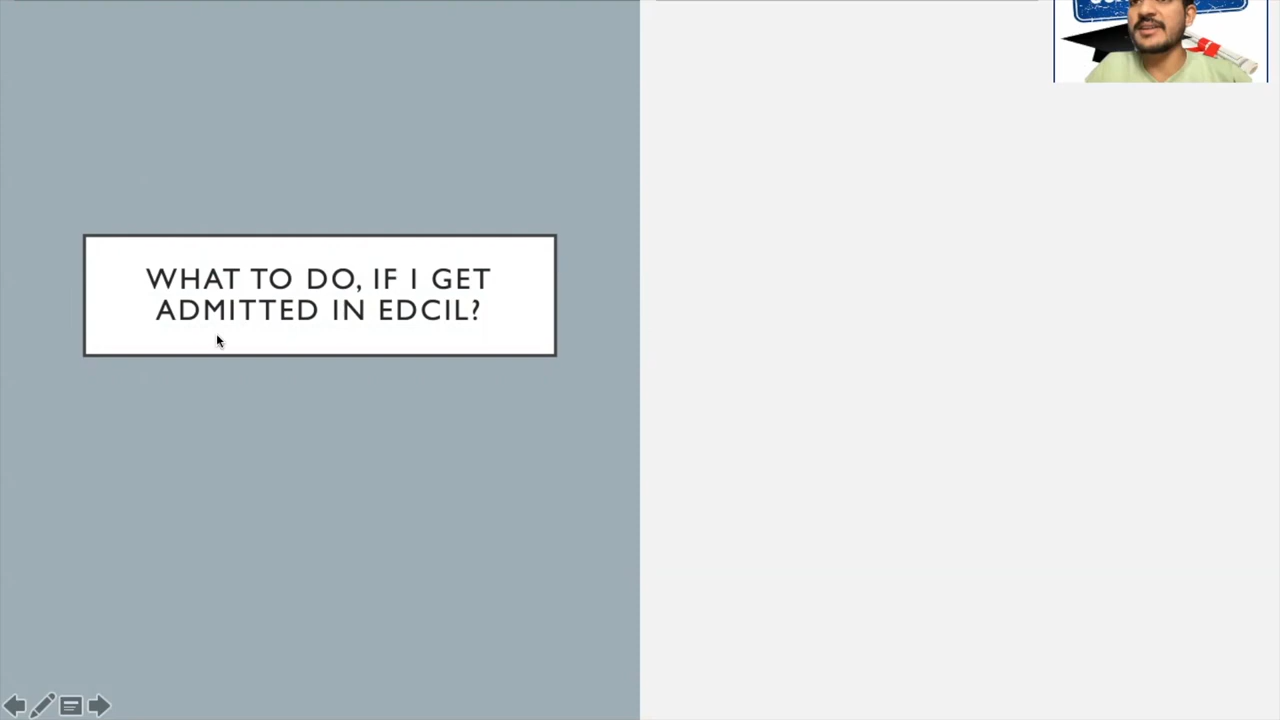 WHAT TO DO, IF I GET
ADMITTED IN EDCIL?